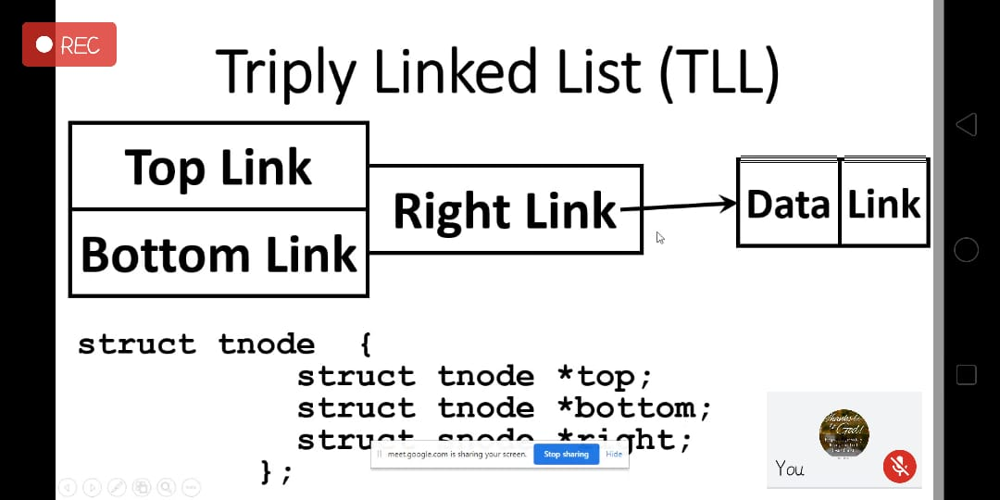 REC
Triply Linked List (TLL)
Top Link
Bottom Link
Right Link
Data
Link
struct tnode {
struct tnode *top;
struct tnode *bottom;
struct snode *right;
};
meet.google.com is sharing your screen. Stop sharing Hide
You